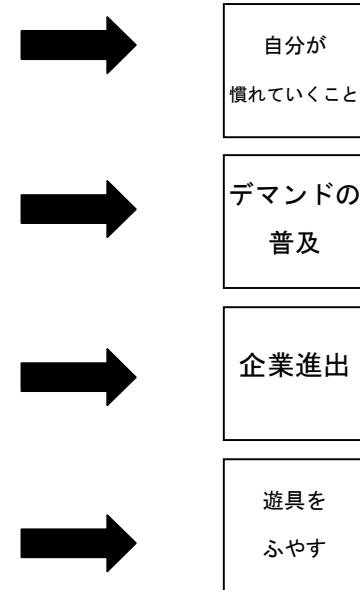 自分が
慣れていくこと
デマンドの
普及
企業進出
遊具を
ふやす